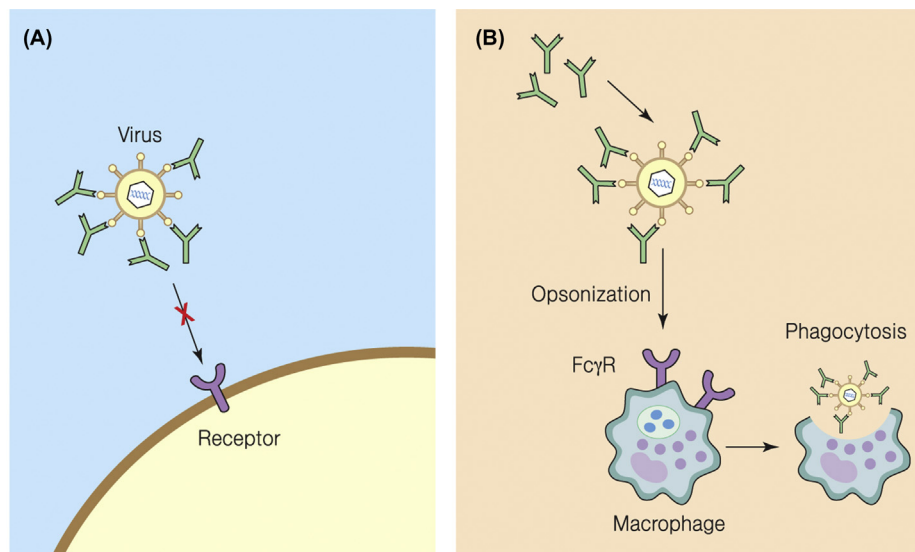 (A)
Virus
Receptor
(B)
Opsonization
FcγR
Macrophage
Phagocytosis